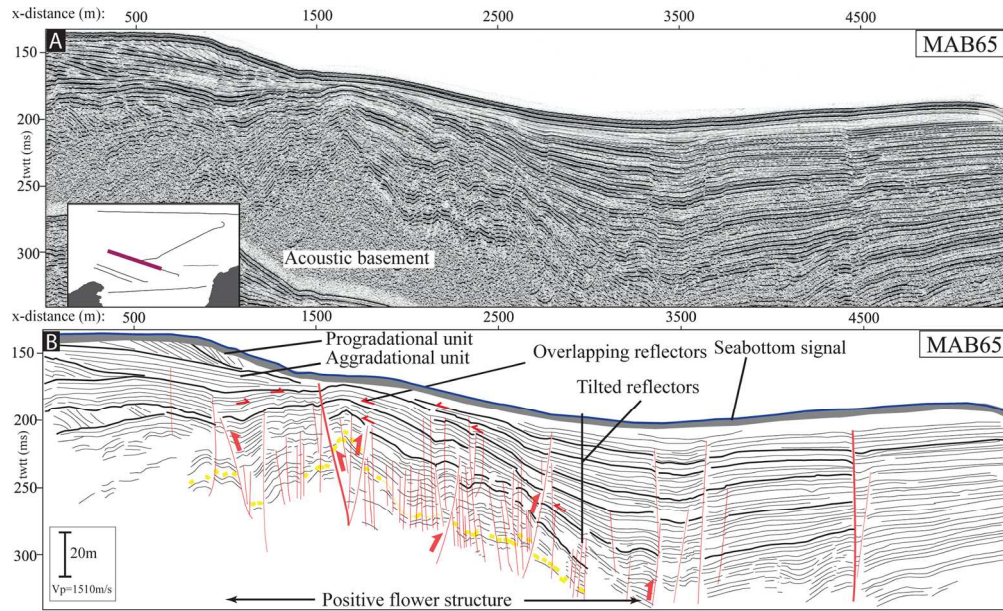 x-distance (m): 500 1500 2500 3500 4500
A
MAB65
150
200
250
300
twtt (ms)
Acoustic basement
x-distance (m): 500 1500 2500 3500 4500
B
MAB65
Progradational unit
Aggradational unit
Overlapping reflectors
Seabottom signal
Tilted reflectors
150
200
250
300
twtt (ms)
20m
Vp=1510m/s
Positive flower structure